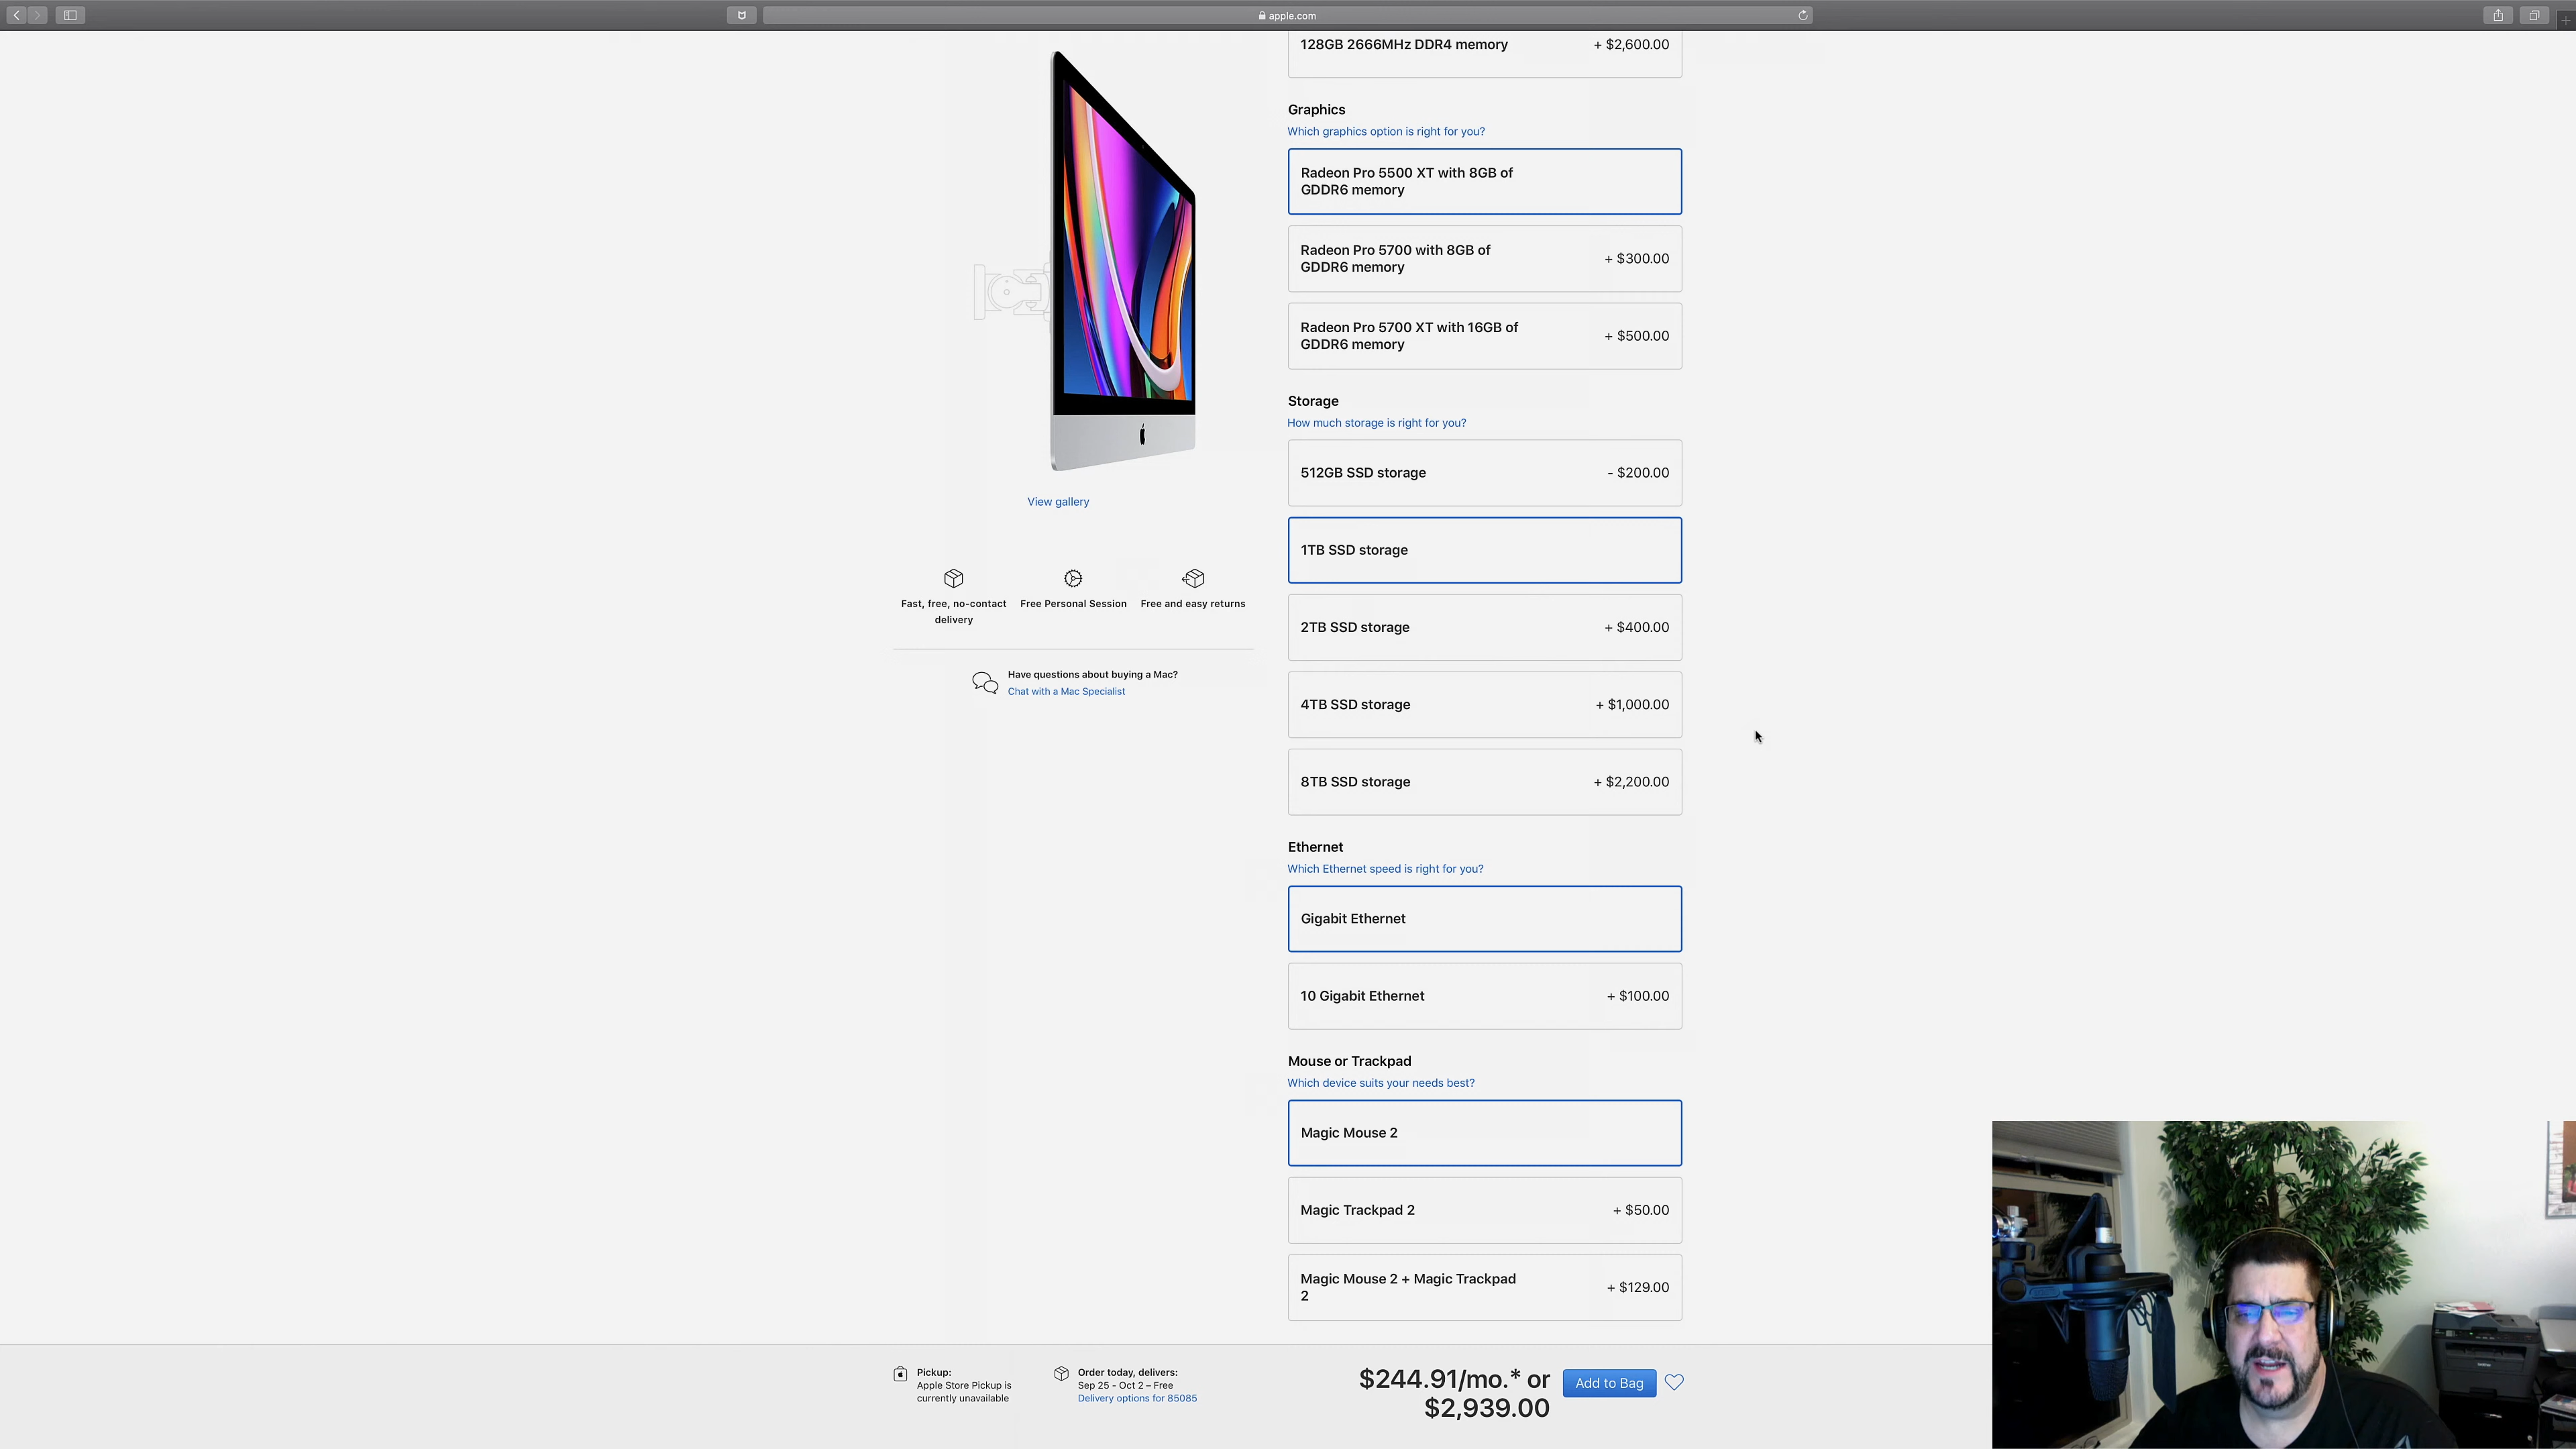 apple.com
128GB 2666MHz DDR4 memory + $2,600.00
Graphics
Which graphics option is right for you?
Radeon Pro 5500 XT with 8GB of
GDDR6 memory
Radeon Pro 5700 with 8GB of
GDDR6 memory
+ $300.00
Radeon Pro 5700 XT with 16GB of
GDDR6 memory
+ $500.00
Storage
How much storage is right for you?
512GB SSD storage - $200.00
1TB SSD storage
2TB SSD storage + $400.00
4TB SSD storage + $1,000.00
8TB SSD storage + $2,200.00
Ethernet
Which Ethernet speed is right for you?
Gigabit Ethernet
10 Gigabit Ethernet + $100.00
Mouse or Trackpad
Which device suits your needs best?
Magic Mouse 2
Magic Trackpad 2 + $50.00
Magic Mouse 2 + Magic Trackpad
2
+ $129.00
View gallery
Fast, free, no-contact
delivery
Free Personal Session
Free and easy returns
Have questions about buying a Mac?
Chat with a Mac Specialist
Pickup:
Apple Store Pickup is
currently unavailable
Order today, delivers:
Sep 25 - Oct 2 – Free
Delivery options for 85085
$244.91/mo.* or
$2,939.00
Add to Bag